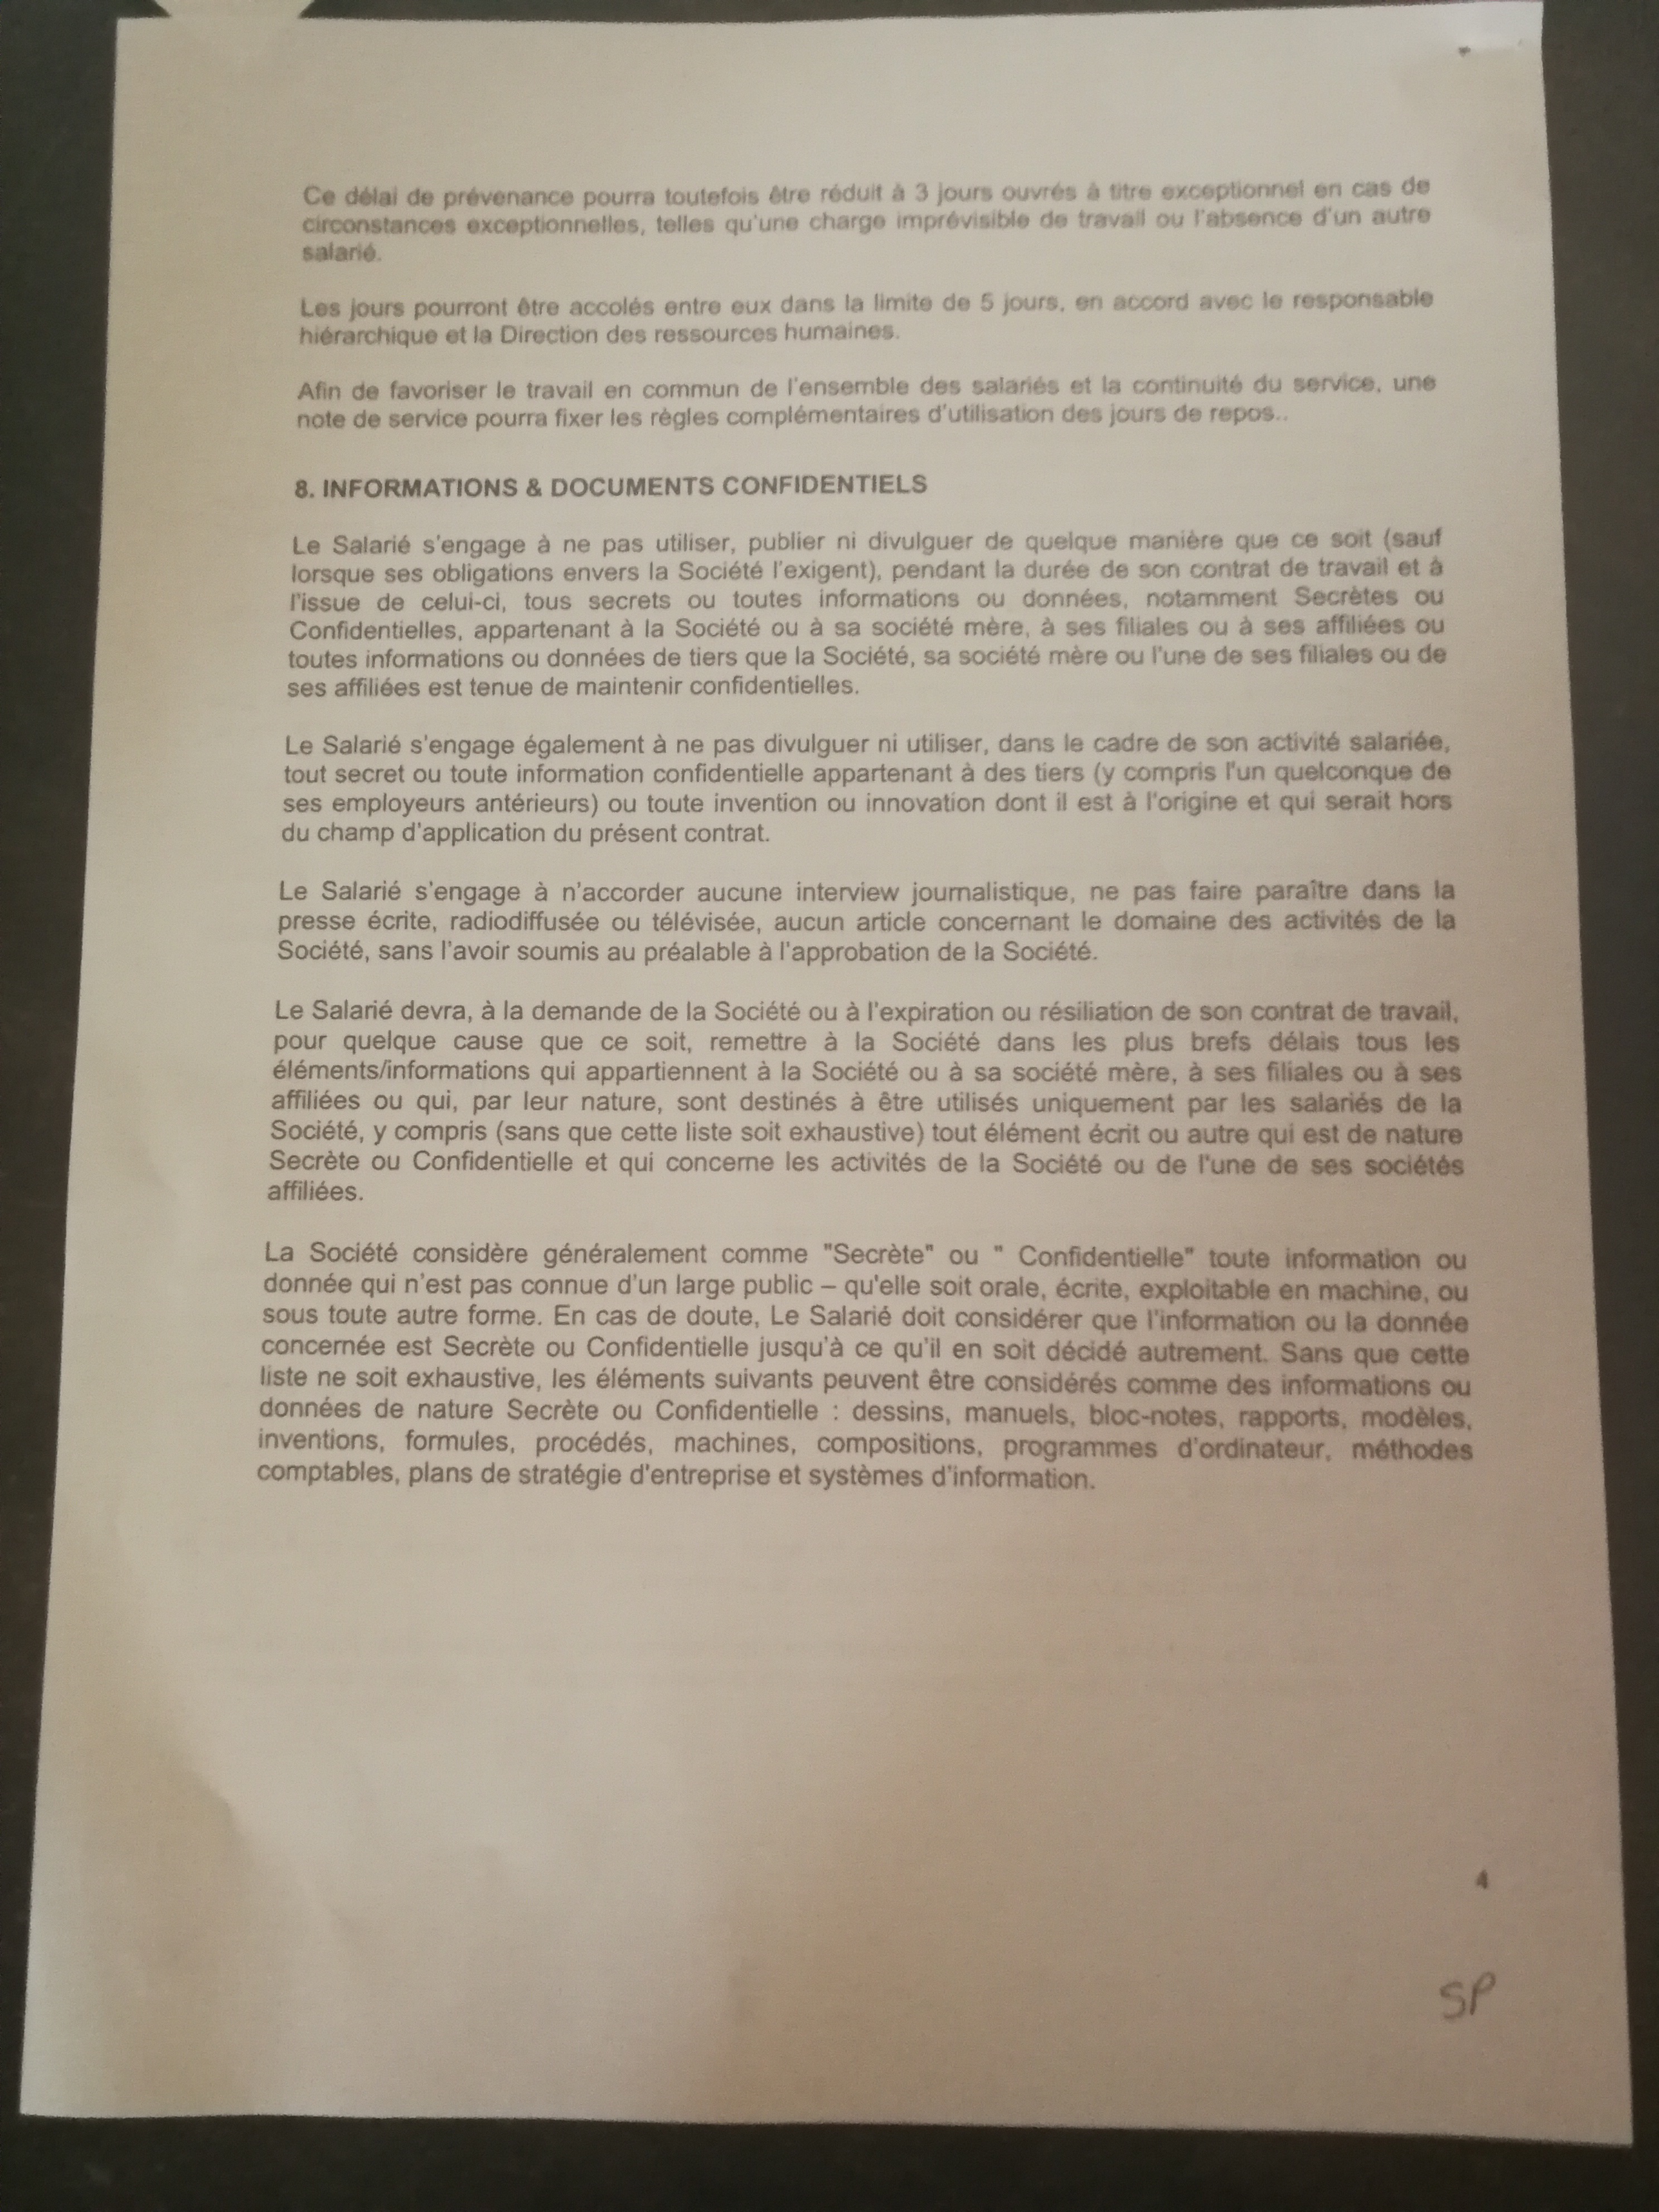 Ce délai de prévenance pourra toutefois être réduit à 3 jours ouvrés à titre exceptionnel en cas de
circonstances exceptionnelles, telles qu'une charge imprévisible de travail ou l'absence d'un autre
salarié.
Les jours pourront être accolés entre eux dans la limite de 5 jours, en accord avec le responsable
hiérarchique et la Direction des ressources humaines.
Afin de favoriser le travail en commun de l'ensemble des salariés et la continuité du service, une
note de service pourra fixer les règles complémentaires d'utilisation des jours de repos..
8. INFORMATIONS & DOCUMENTS CONFIDENTIELS
Le Salarié s'engage à ne pas utiliser, publier ni divulguer de quelque manière que ce soit (sauf
lorsque ses obligations envers la Société l'exigent), pendant la durée de son contrat de travail et à
l'issue de celui-ci, tous secrets ou toutes informations ou données, notamment Secrètes ou
Confidentielles, appartenant à la Société ou à sa société mère, à ses filiales ou à ses affiliées ou
toutes informations ou données de tiers que la Société, sa société mère ou l'une de ses filiales ou de
ses affiliées est tenue de maintenir confidentielles.
Le Salarié s'engage également à ne pas divulguer ni utiliser, dans le cadre de son activité salariée,
tout secret ou toute information confidentielle appartenant à des tiers (y compris l'un quelconque de
ses employeurs antérieurs) ou toute invention ou innovation dont il est à l'origine et qui serait hors
du champ d'application du présent contrat.
Le Salarié s'engage à n'accorder aucune interview journalistique, ne pas faire paraître dans la
presse écrite, radiodiffusée ou télévisée, aucun article concernant le domaine des activités de la
Société, sans l'avoir soumis au préalable à l'approbation de la Société.
Le Salarié devra, à la demande de la Société ou à l'expiration ou résiliation de son contrat de travail,
pour quelque cause que ce soit, remettre à la Société dans les plus brefs délais tous les
éléments/informations qui appartiennent à la Société ou à sa société mère, à ses filiales ou à ses
affiliées ou qui, par leur nature, sont destinés à être utilisés uniquement par les salariés de la
Société, y compris (sans que cette liste soit exhaustive) tout élément écrit ou autre qui est de nature
Secrète ou Confidentielle et qui concerne les activités de la Société ou de l'une de ses sociétés
affiliées.
La Société considère généralement comme "Secrète" ou " Confidentielle" toute information ou
donnée qui n'est pas connue d'un large public – qu'elle soit orale, écrite, exploitable en machine, ou
sous toute autre forme. En cas de doute, Le Salarié doit considérer que l'information ou la donnée
concernée est Secrète ou Confidentielle jusqu'à ce qu'il en soit décidé autrement. Sans que cette
liste ne soit exhaustive, les éléments suivants peuvent être considérés comme des informations ou
données de nature Secrète ou Confidentielle : dessins, manuels, bloc-notes, rapports, modèles,
inventions, formules, procédés, machines, compositions, programmes d'ordinateur, méthodes
comptables, plans de stratégie d'entreprise et systèmes d'information.
4
SP